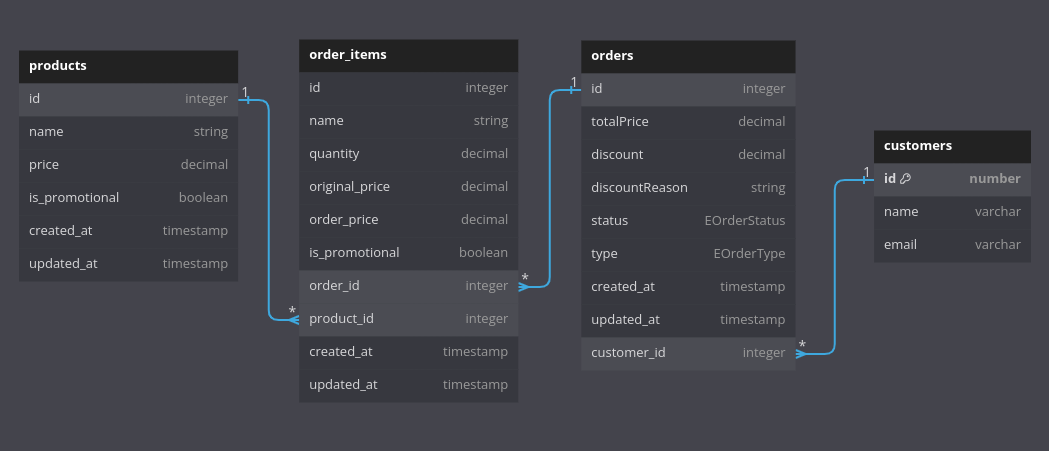 products
id integer
name string
price decimal
is_promotional boolean
created_at timestamp
updated_at timestamp
1
*
order_items
id integer
name string
quantity decimal
original_price decimal
order_price decimal
is_promotional boolean
order_id integer
product_id integer
created_at timestamp
updated_at timestamp
*
1
orders
id integer
totalPrice decimal
discount decimal
discountReason string
status EOrderStatus
type EOrderType
created_at timestamp
updated_at timestamp
customer_id integer
*
1
customers
id number
name varchar
email varchar